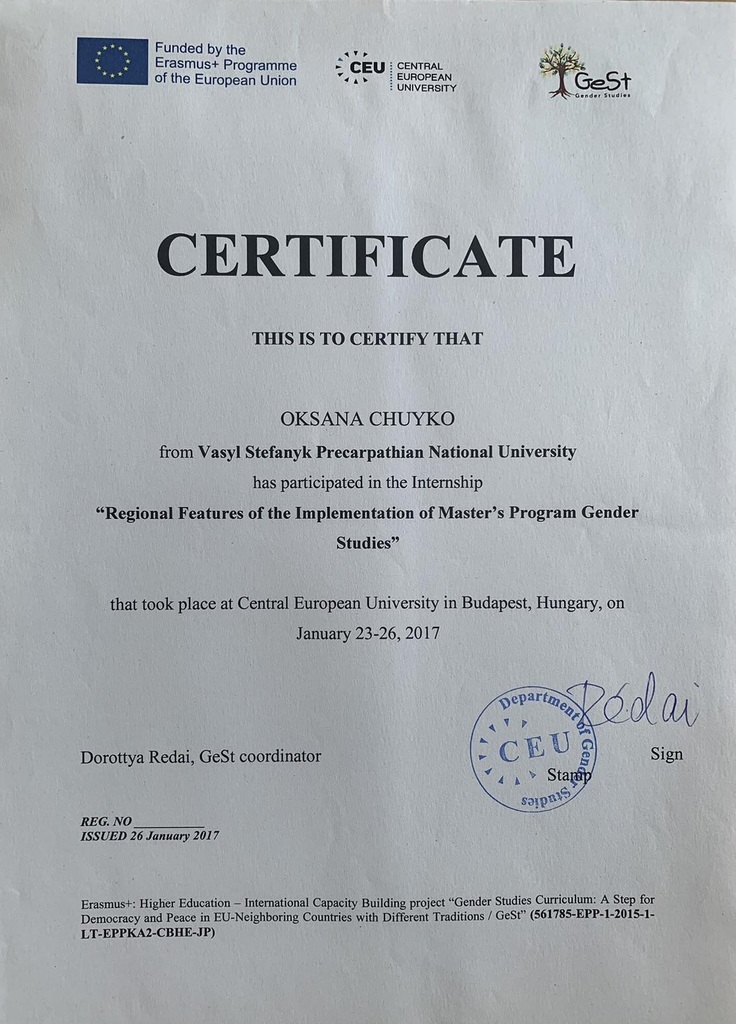 Funded by the
Erasmus+ Programme
of the European Union
CEU
CENTRAL
EUROPEAN
UNIVERSITY
GeSt
Gender Studies
CERTIFICATE
THIS IS TO CERTIFY THAT
OKSANA CHUYKO
from Vasyl Stefanyk Precarpathian National University
has participated in the Internship
“Regional Features of the Implementation of Master’s Program Gender
Studies”
that took place at Central European University in Budapest, Hungary, on
January 23-26, 2017
Redai
Department of Gender Studies
CEU
Dorottya Redai, GeSt coordinator
Sign
Stamp
REG. NO ___________
ISSUED 26 January 2017
Erasmus+: Higher Education – International Capacity Building project “Gender Studies Curriculum: A Step for
Democracy and Peace in EU-Neighboring Countries with Different Traditions / GeSt” (561785-EPP-1-2015-1-
LT-EPPKA2-CBHE-JP)